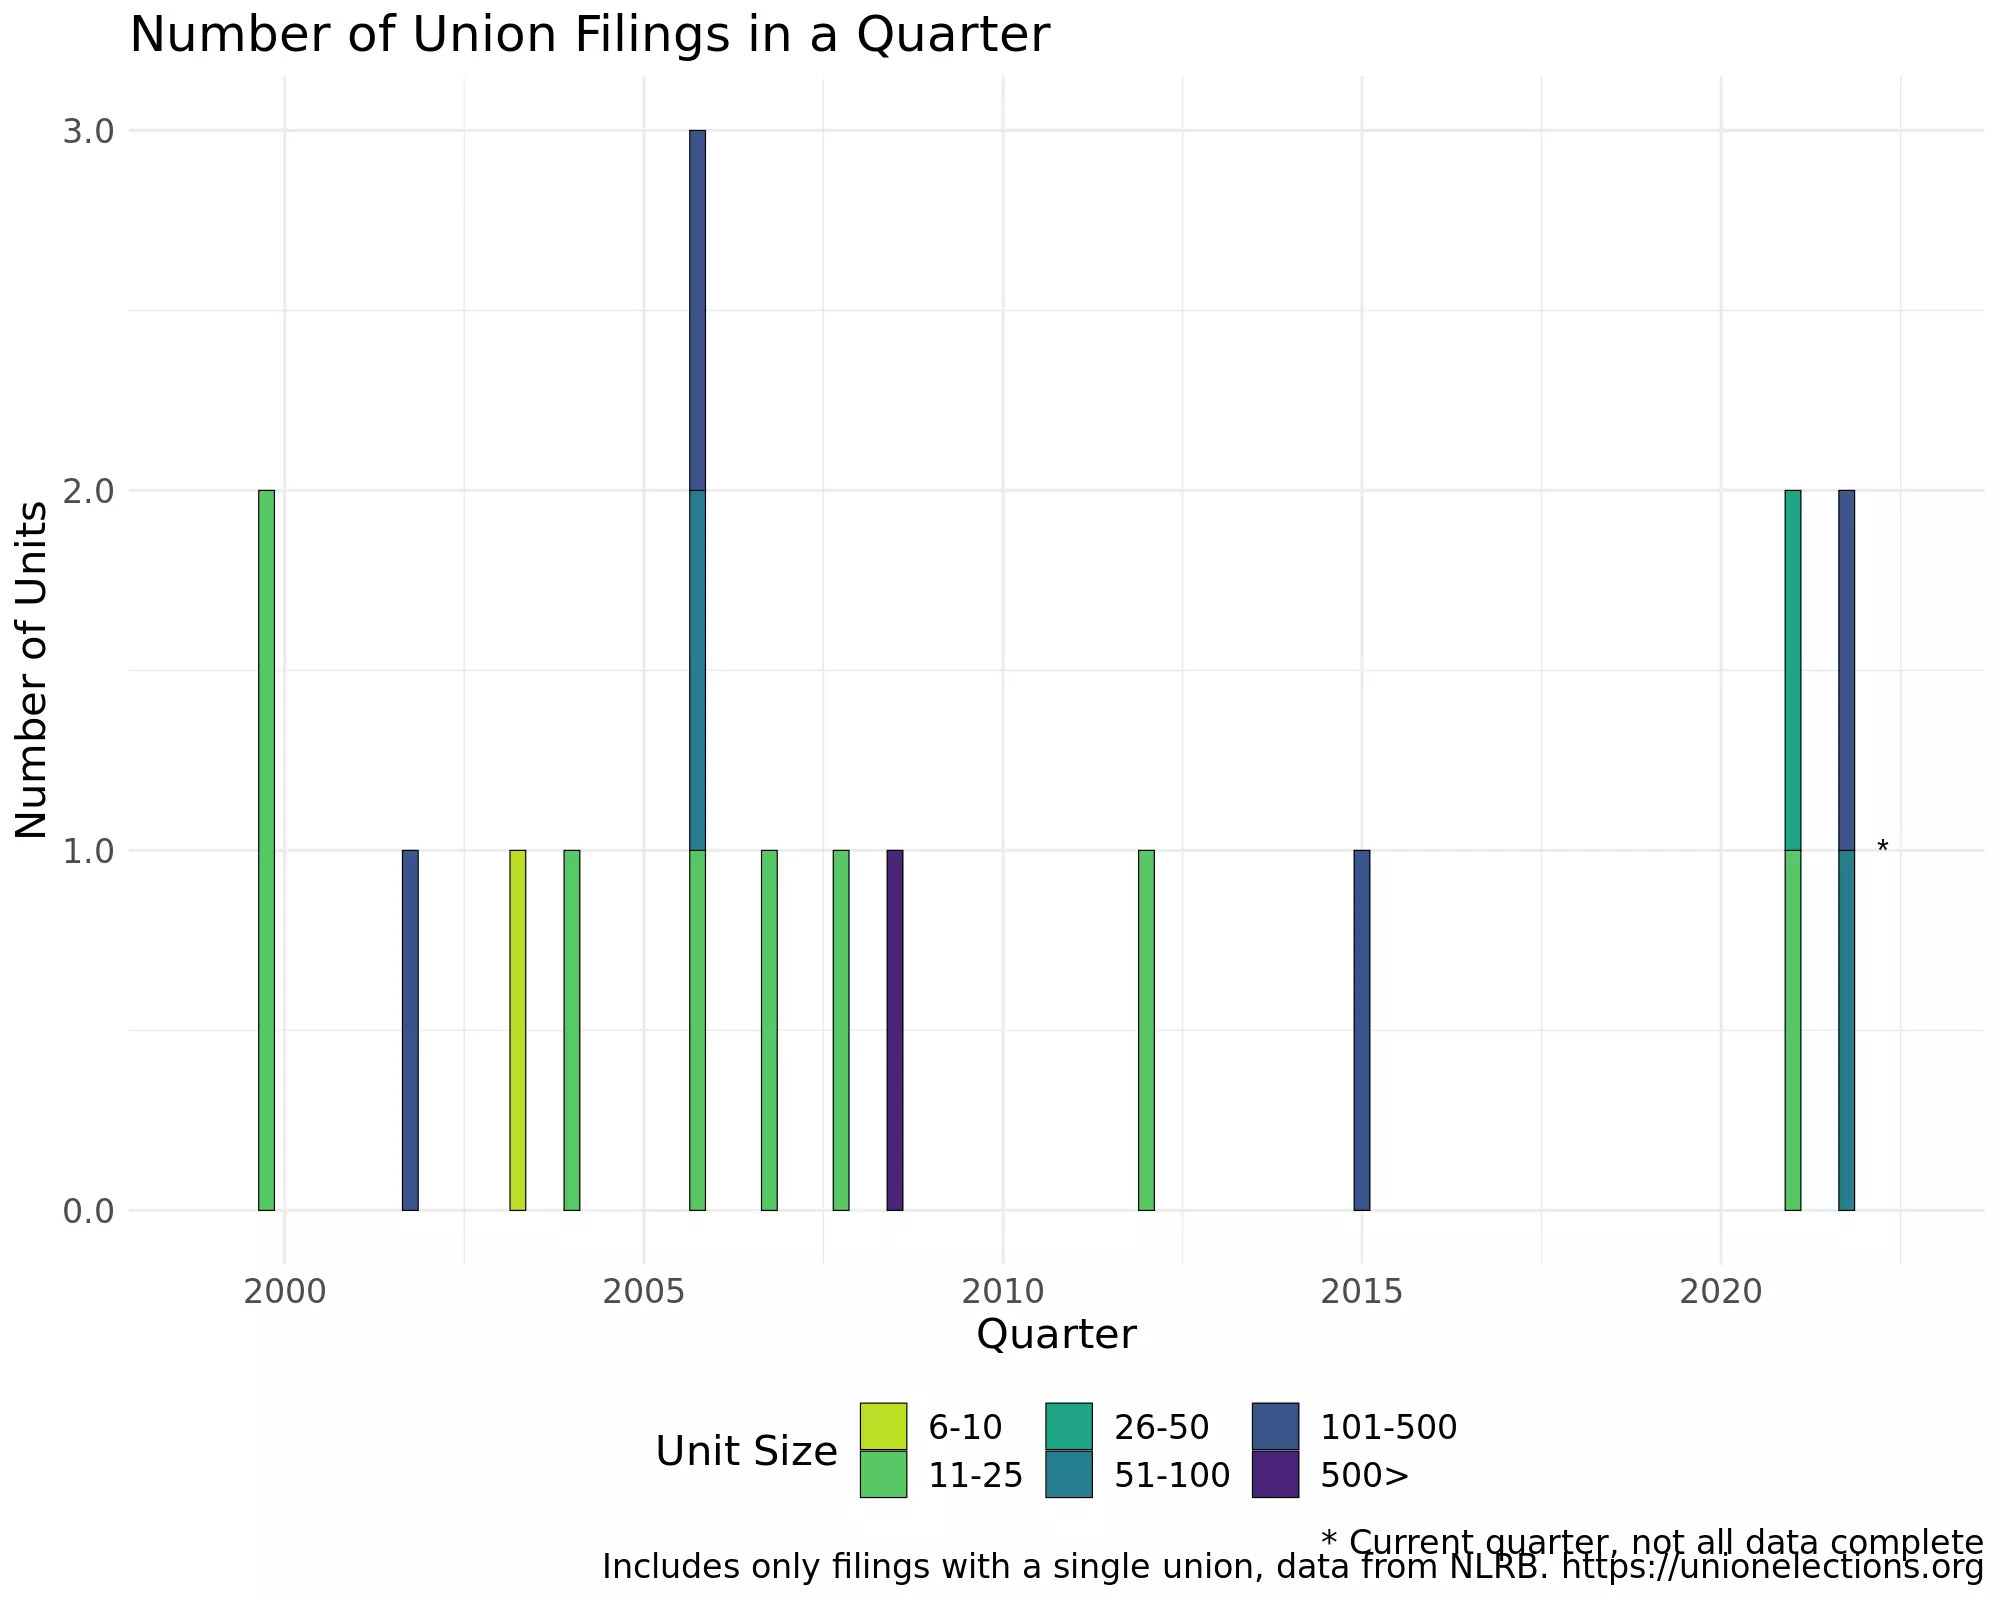 Number of Union Filings in a Quarter
3.0
2.0
1.0
0.0
Number of Units
*
2000 2005 2010 2015 2020
Quarter
Unit Size
6-10 26-50 101-500
11-25 51-100 500>
* Current quarter, not all data complete
Includes only filings with a single union, data from NLRB. https://unionelections.org